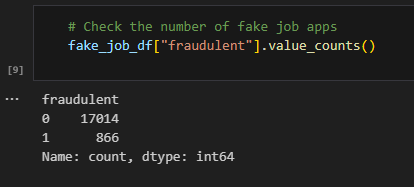 # Check the number of fake job apps
fake_job_df["fraudulent"].value_counts()
[9]
...
fraudulent
0    17014
1      866
Name: count, dtype: int64